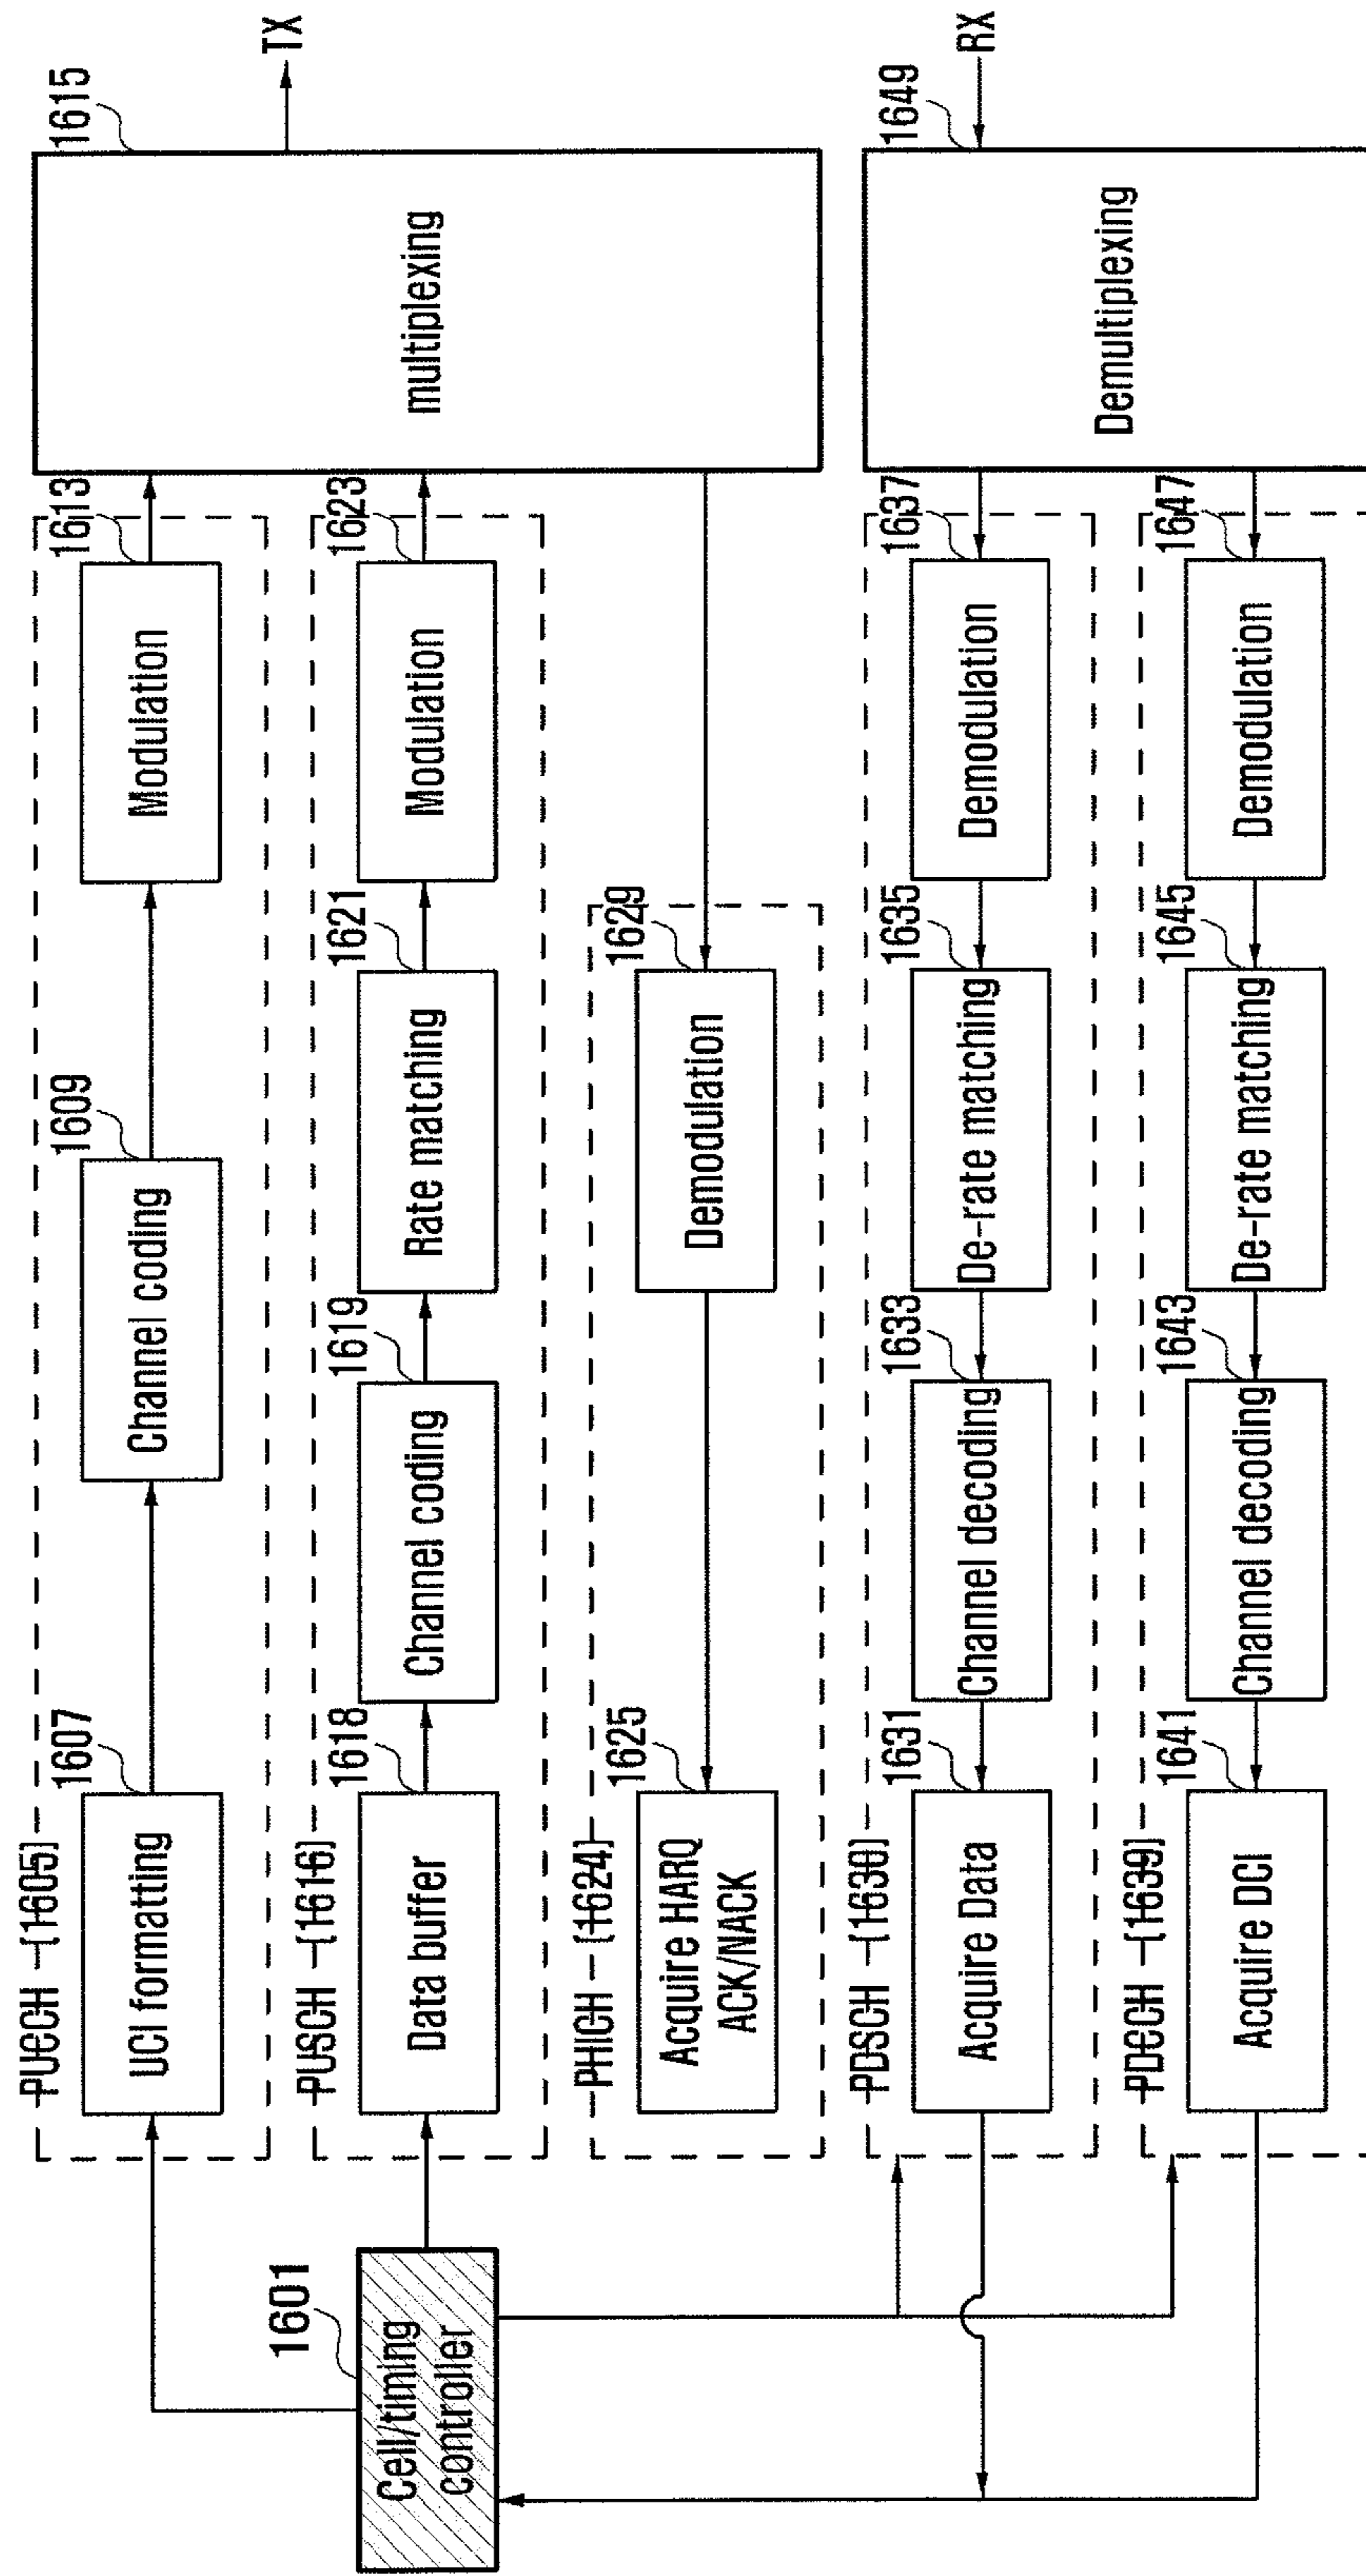 1601
Cell/timing
controller
PUCCH (1605)
1607
UCI formatting
1609
Channel coding
1613
Modulation
1615
multiplexing
TX
PUSCH (1616)
1618
Data buffer
1619
Channel coding
1621
Rate matching
1623
Modulation
PHICH (1624)
1625
Acquire HARQ
ACK/NACK
1629
Demodulation
PDSCH (1630)
1631
Acquire Data
1633
Channel decoding
1635
De-rate matching
1637
Demodulation
1649
Demultiplexing
RX
PDCCH (1639)
1641
Acquire DCI
1643
Channel decoding
1645
De-rate matching
1647
Demodulation